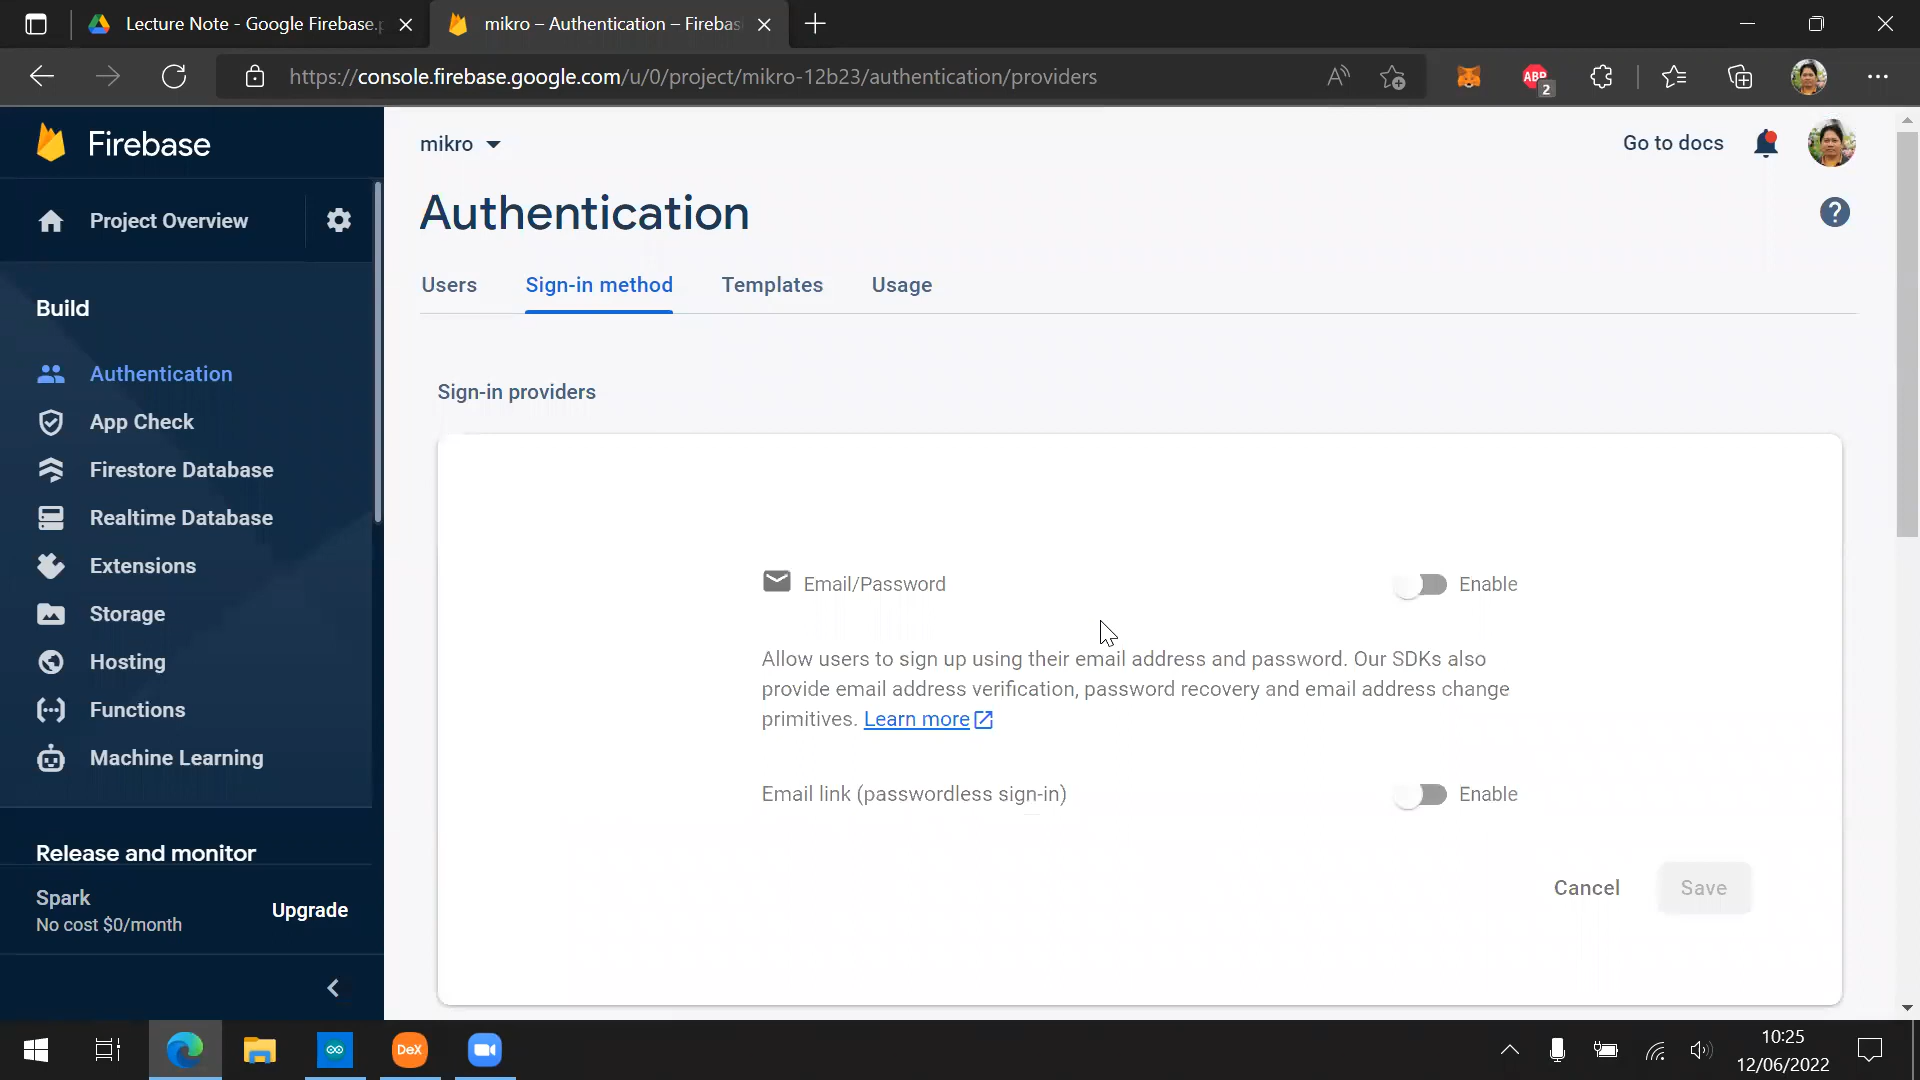 Lecture Note - Google Firebase.p
mikro – Authentication – Firebas
https://console.firebase.google.com/u/0/project/mikro-12b23/authentication/providers
ABP
2
Firebase
Project Overview
Build
Authentication
App Check
Firestore Database
Realtime Database
Extensions
Storage
Hosting
Functions
Machine Learning
Release and monitor
Spark
No cost $0/month
Upgrade
mikro
Go to docs
Authentication
Users
Sign-in method
Templates
Usage
Sign-in providers
Email/Password
Enable
Allow users to sign up using their email address and password. Our SDKs also
provide email address verification, password recovery and email address change
primitives. Learn more
Email link (passwordless sign-in)
Enable
Cancel
Save
DeX
10:25
12/06/2022